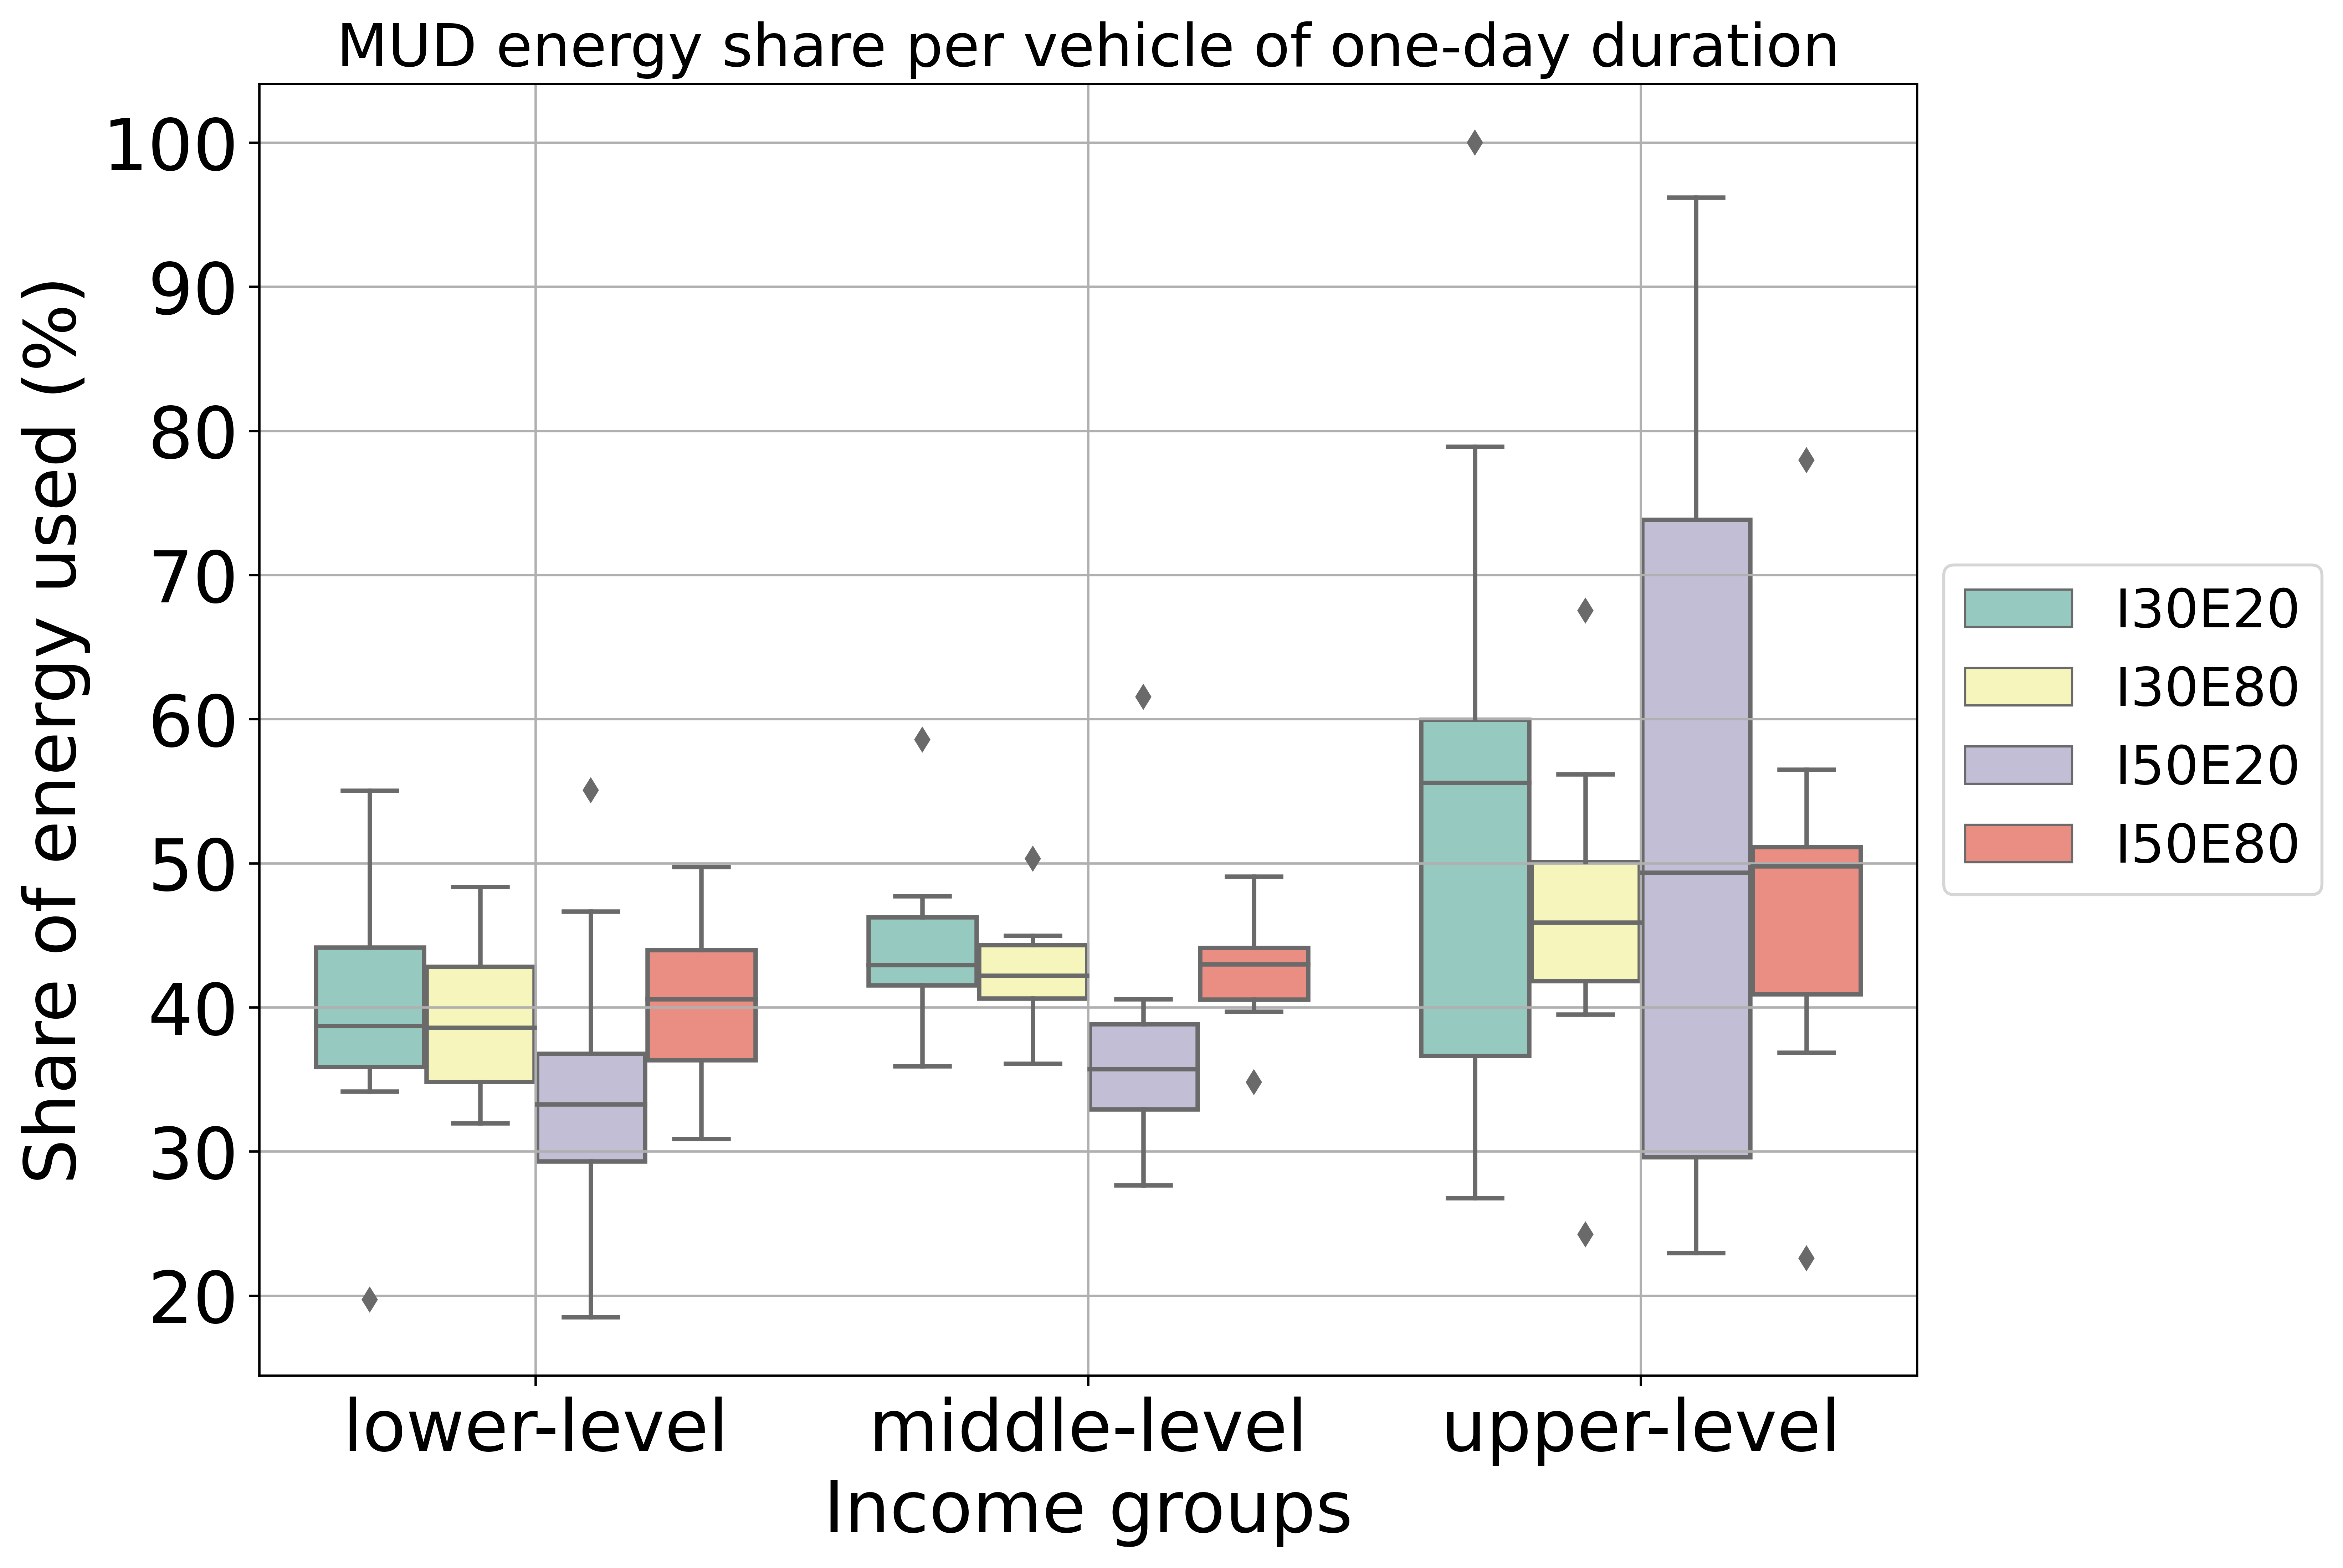 MUD energy share per vehicle of one-day duration
Share of energy used (%)
100
90
80
70
60
50
40
30
20
lower-level
middle-level
upper-level
Income groups
I30E20
I30E80
I50E20
I50E80